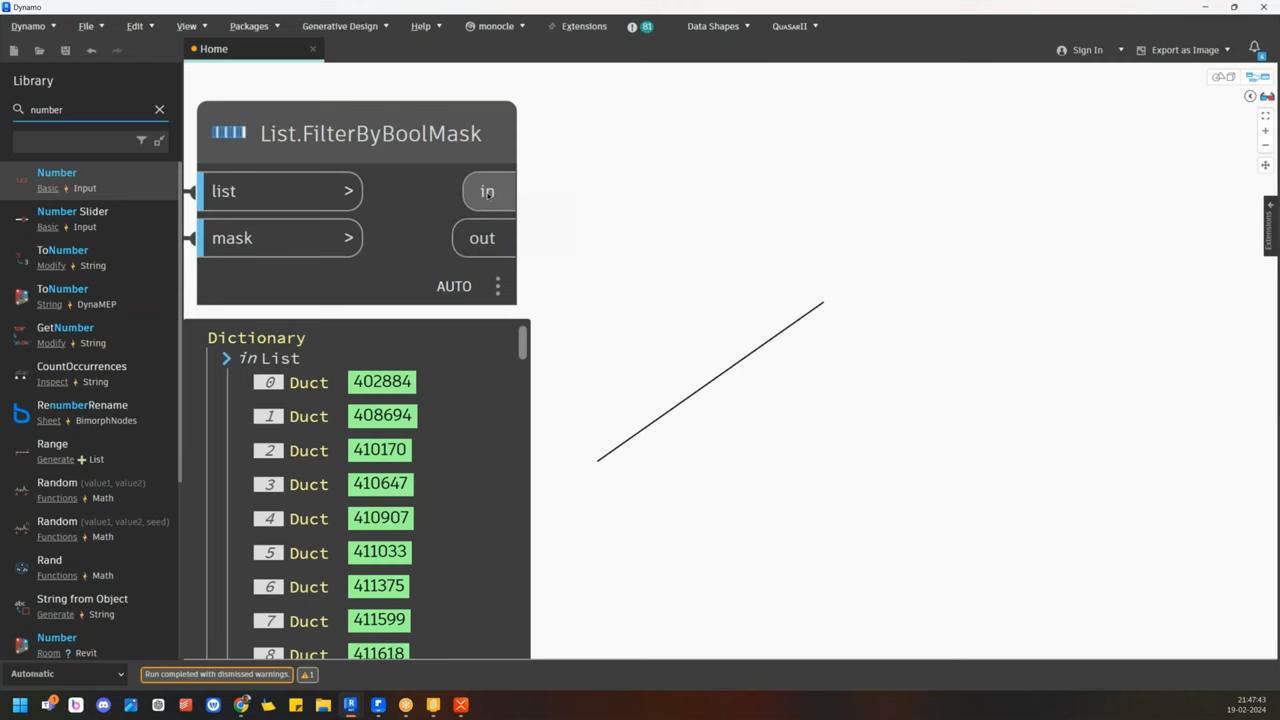 Dynamo
Dynamo File Edit View Packages Generative Design Help monocle Extensions 81 Data Shapes QUASARII
Home
Sign In Export as Image
Library
number
Number
Basic Input
Number Slider
Basic Input
ToNumber
Modify String
ToNumber
String DynaMEP
GetNumber
Modify String
CountOccurrences
Inspect String
RenumberRename
Sheet BimorphNodes
Range
Generate List
Random (value1, value2)
Functions Math
Random (value1, value2, seed)
Functions Math
Rand
Functions Math
String from Object
Generate String
Number
Room ? Revit
List.FilterByBoolMask
list > in
mask > out
AUTO
Dictionary
in List
0 Duct 402884
1 Duct 408694
2 Duct 410170
3 Duct 410647
4 Duct 410907
5 Duct 411033
6 Duct 411375
7 Duct 411599
8 Duct 411618
Extensions
Automatic
Run completed with dismissed warnings. 1
21:47:43
19-02-2024